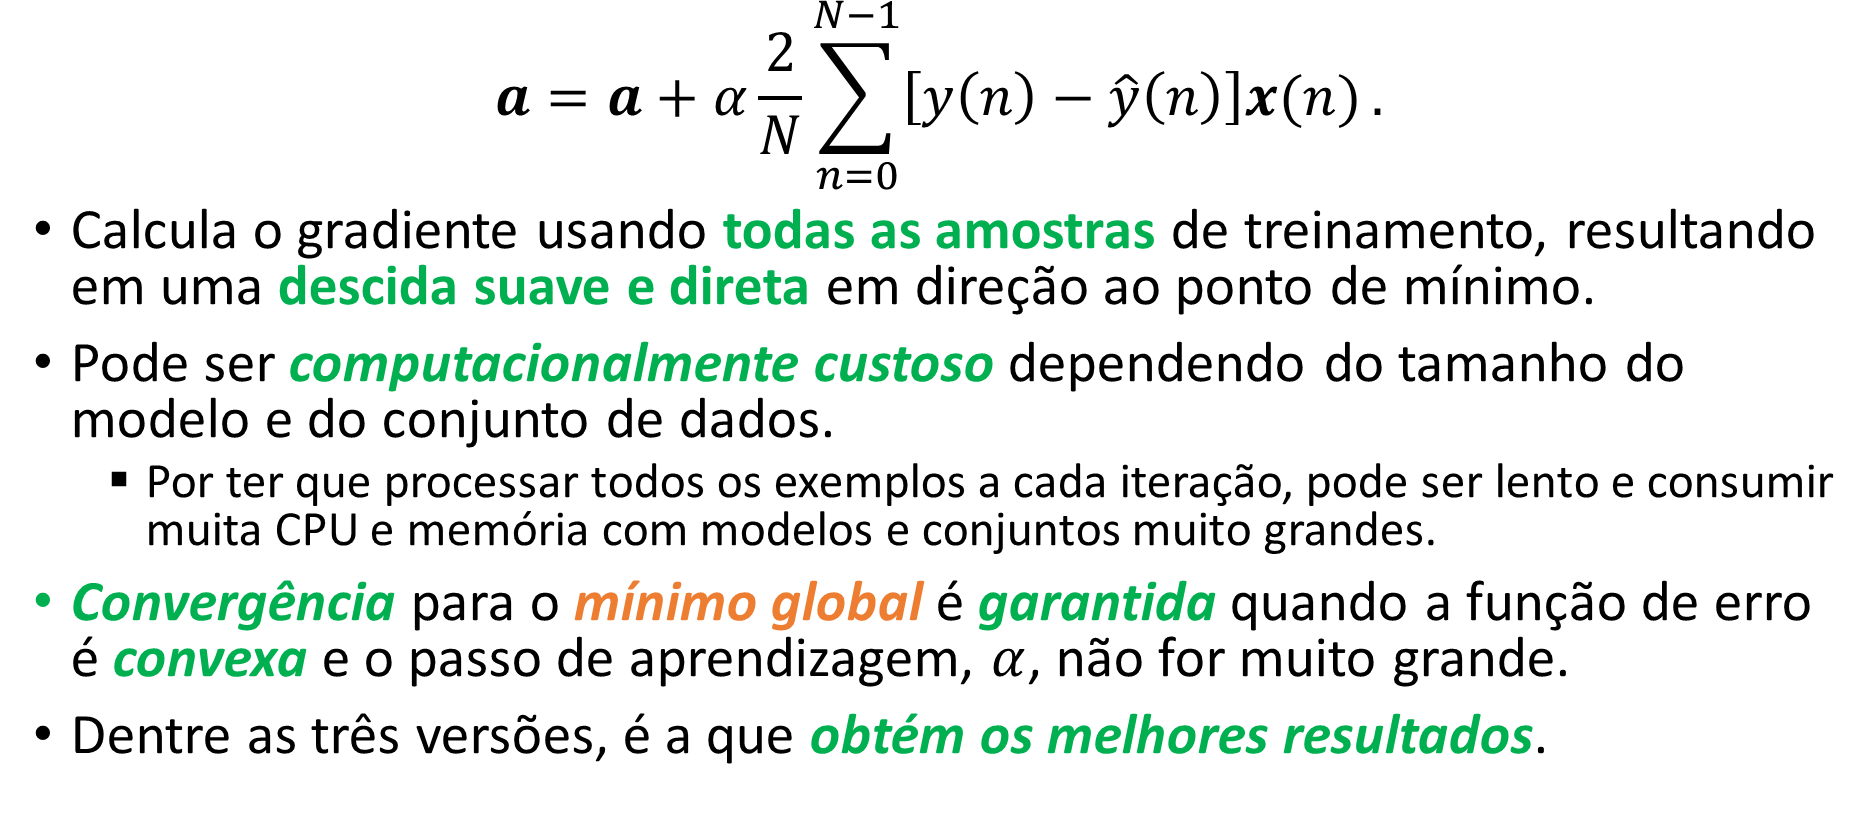 𝒂 = 𝒂 + α 2/N ∑_{n=0}^{N−1} [y(n) − ŷ(n)]𝒙(n) .
• Calcula o gradiente usando todas as amostras de treinamento, resultando
em uma descida suave e direta em direção ao ponto de mínimo.
• Pode ser computacionalmente custoso dependendo do tamanho do
modelo e do conjunto de dados.
▪ Por ter que processar todos os exemplos a cada iteração, pode ser lento e consumir
muita CPU e memória com modelos e conjuntos muito grandes.
• Convergência para o mínimo global é garantida quando a função de erro
é convexa e o passo de aprendizagem, α, não for muito grande.
• Dentre as três versões, é a que obtém os melhores resultados.